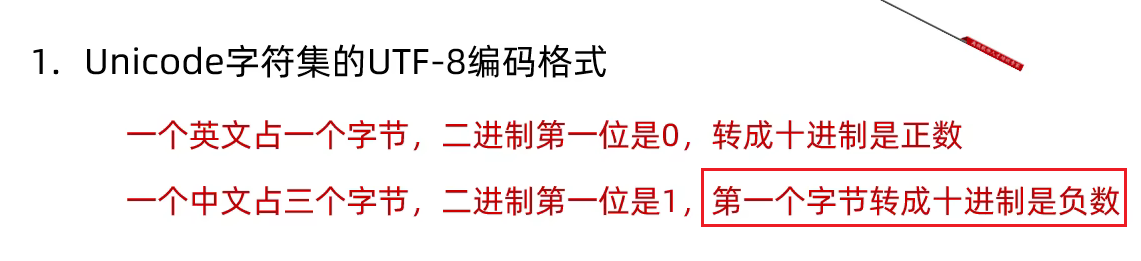 1. Unicode字符集的UTF-8编码格式
一个英文占一个字节，二进制第一位是0，转成十进制是正数
一个中文占三个字节，二进制第一位是1，第一个字节转成十进制是负数